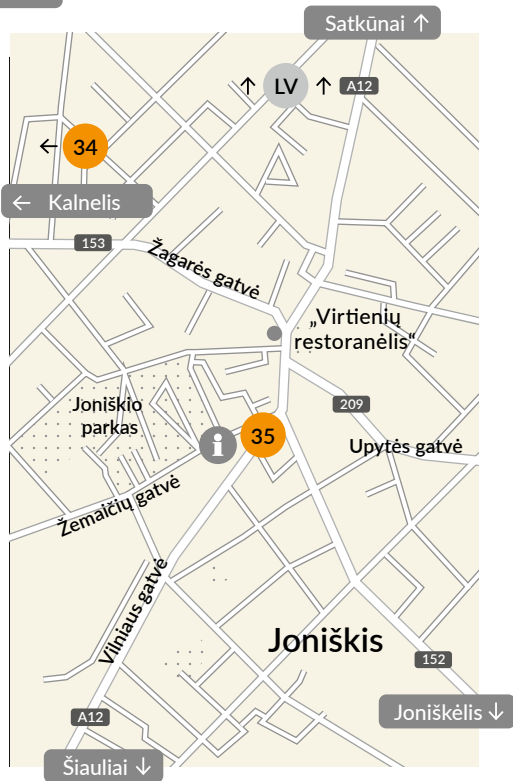 Satkūnai ↑
↑ LV ↑
A12
← 34
← Kalnelis
153
Žagarės gatvė
„Virtienių
restoranėlis“
Joniškio
parkas
209
i
35
Upytės gatvė
Žemaičių gatvė
Vilniaus gatvė
Joniškis
152
A12
Joniškėlis ↓
Šiauliai ↓